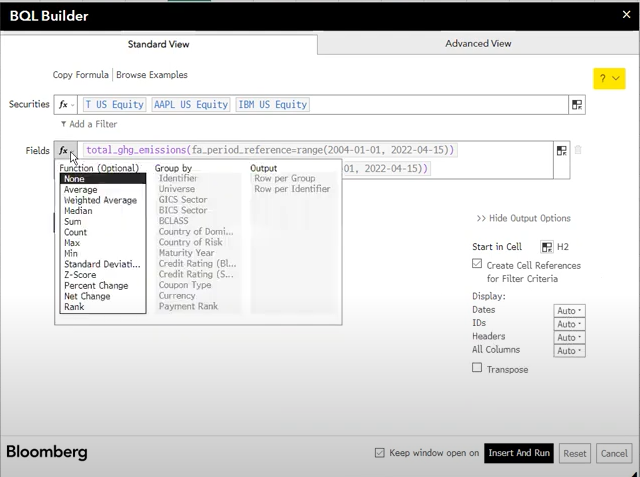 BQL Builder
Standard View
Advanced View
Copy Formula
Browse Examples
?
Securities
fx
T US Equity
AAPL US Equity
IBM US Equity
Add a Filter
Fields
fx
total_ghg_emissions(fa_period_reference=range(2004-01-01, 2022-04-15))
01, 2022-04-15))
Function (Optional)
None
Average
Weighted Average
Median
Sum
Count
Max
Min
Standard Deviati...
Z-Score
Percent Change
Net Change
Rank
Group by
Identifier
Universe
GICS Sector
BICS Sector
BCLASS
Country of Domi...
Country of Risk
Maturity Year
Credit Rating (Bl...
Credit Rating (S...
Coupon Type
Currency
Payment Rank
Output
Row per Group
Row per Identifier
>> Hide Output Options
Start in Cell
H2
Create Cell References
for Filter Criteria
Display:
Dates
Auto
IDs
Auto
Headers
Auto
All Columns
Auto
Transpose
Bloomberg
Keep window open on
Insert And Run
Reset
Cancel